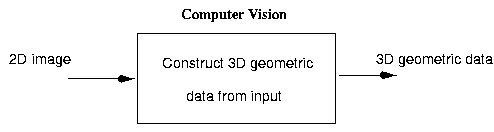 Computer Vision
2D image
Construct 3D geometric
data from input
3D geometric data